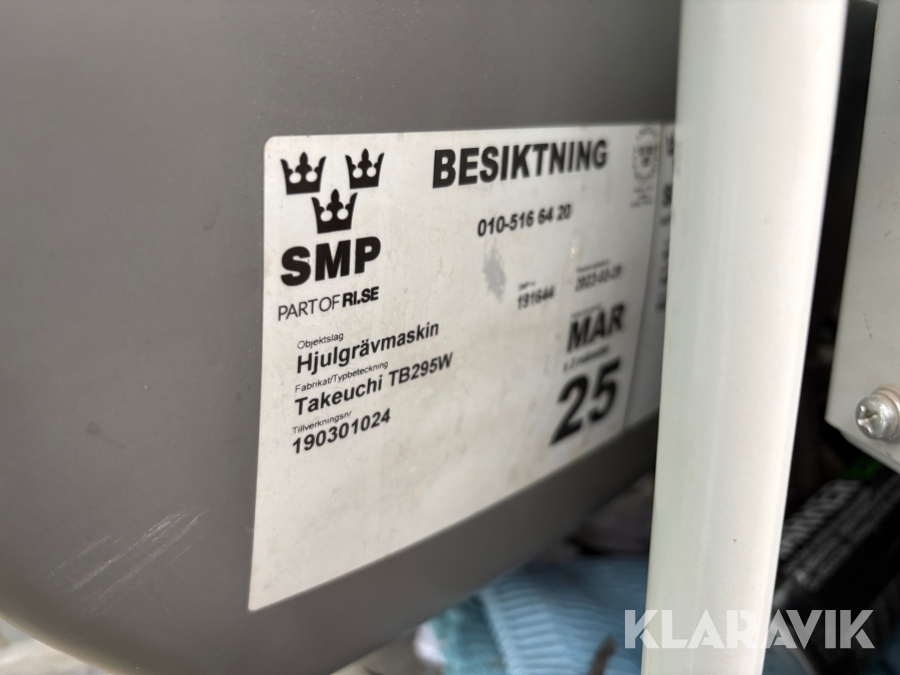 BESIKTNING
010-516 64 20
SMP
PART OF RI.SE
Objektslag
Hjulgrävmaskin
Fabrikat/Typbeteckning
Takeuchi TB295W
Tillverkningsnr
190301024
191644
MAR
25
KLARAVIK